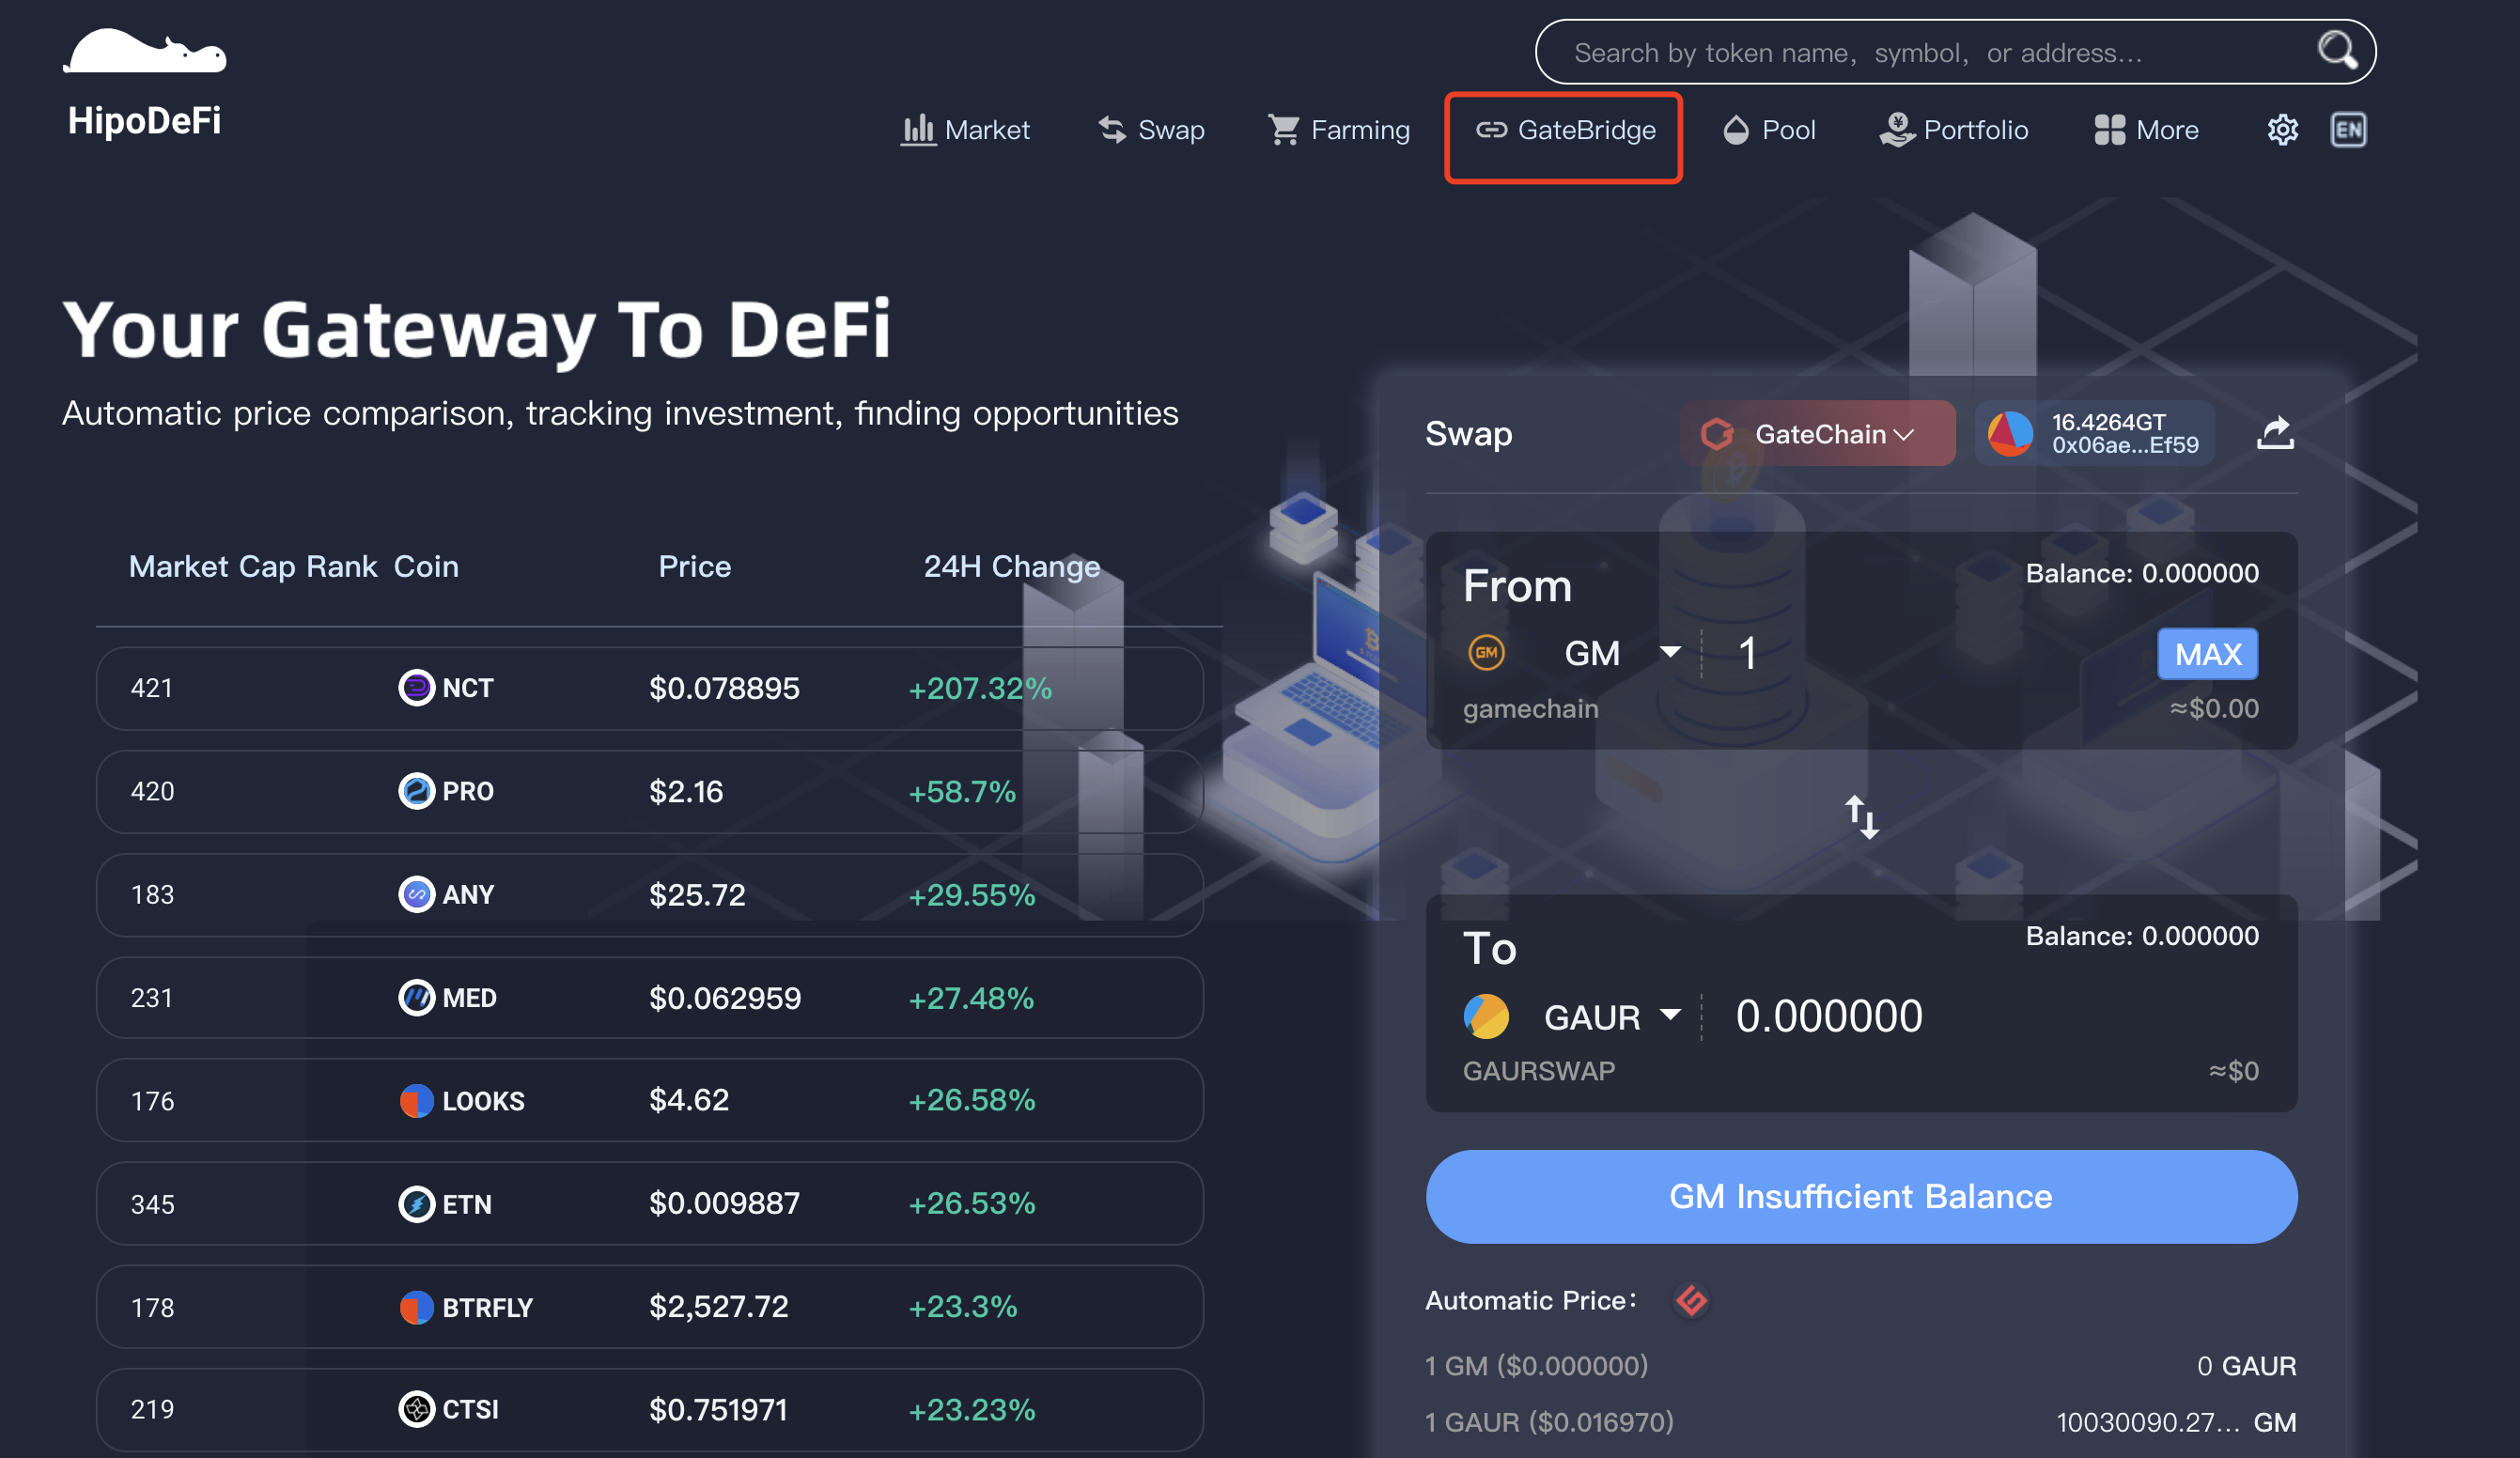 HipoDeFi
Search by token name, symbol, or address...
Market
Swap
Farming
GateBridge
Pool
Portfolio
More
EN
Your Gateway To DeFi
Automatic price comparison, tracking investment, finding opportunities
Market Cap Rank Coin Price 24H Change
421 NCT $0.078895 +207.32%
420 PRO $2.16 +58.7%
183 ANY $25.72 +29.55%
231 MED $0.062959 +27.48%
176 LOOKS $4.62 +26.58%
345 ETN $0.009887 +26.53%
178 BTRFLY $2,527.72 +23.3%
219 CTSI $0.751971 +23.23%
Swap
GateChain
16.4264GT
0x06ae...Ef59
From
Balance: 0.000000
GM
GM
1
MAX
gamechain
≈$0.00
To
Balance: 0.000000
GAUR
0.000000
GAURSWAP
≈$0
GM Insufficient Balance
Automatic Price:
1 GM ($0.000000) 0 GAUR
1 GAUR ($0.016970) 10030090.27... GM